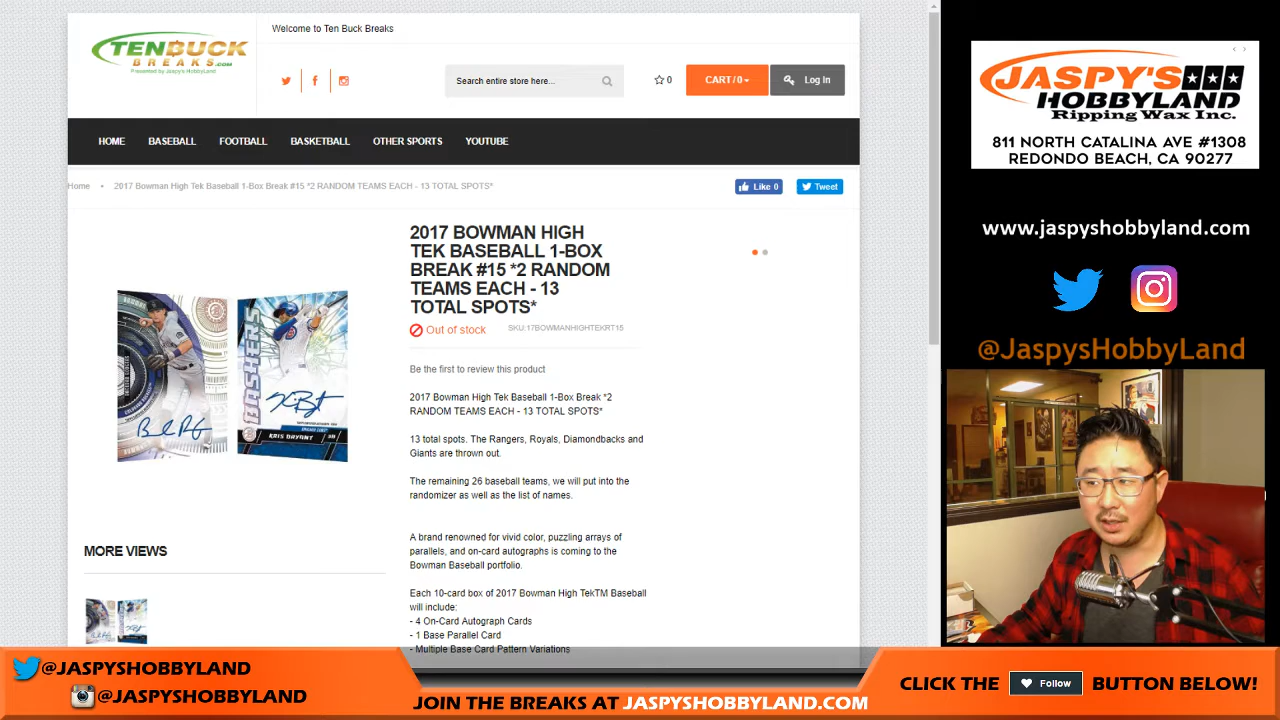 TENBUCK
BREAKS.COM
Presented by Jaspy's HobbyLand
Welcome to Ten Buck Breaks
Search entire store here...
0
CART / 0
Log In
HOME BASEBALL FOOTBALL BASKETBALL OTHER SPORTS YOUTUBE
Home • 2017 Bowman High Tek Baseball 1-Box Break #15 *2 RANDOM TEAMS EACH - 13 TOTAL SPOTS*
Like 0
Tweet
2017 BOWMAN HIGH
TEK BASEBALL 1-BOX
BREAK #15 *2 RANDOM
TEAMS EACH - 13
TOTAL SPOTS*
Out of stock
SKU:17BOWMANHIGHTEKRT15
Be the first to review this product
2017 Bowman High Tek Baseball 1-Box Break *2
RANDOM TEAMS EACH - 13 TOTAL SPOTS*
13 total spots. The Rangers, Royals, Diamondbacks and
Giants are thrown out.
The remaining 26 baseball teams, we will put into the
randomizer as well as the list of names.
A brand renowned for vivid color, puzzling arrays of
parallels, and on-card autographs is coming to the
Bowman Baseball portfolio.
Each 10-card box of 2017 Bowman High TekTM Baseball
will include:
- 4 On-Card Autograph Cards
- 1 Base Parallel Card
- Multiple Base Card Pattern Variations
BASHERS
KRIS BRYANT
MORE VIEWS
JASPY'S
HOBBYLAND
Ripping Wax Inc.
811 NORTH CATALINA AVE #1308
REDONDO BEACH, CA 90277
www.jaspyshobbyland.com
@JaspysHobbyLand
@JASPYSHOBBYLAND
@JASPYSHOBBYLAND
JOIN THE BREAKS AT JASPYSHOBBYLAND.COM
CLICK THE Follow BUTTON BELOW!